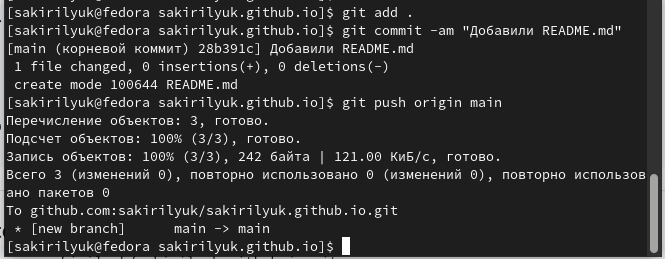 [sakirilyuk@fedora sakirilyuk.github.io]$ git add .
[sakirilyuk@fedora sakirilyuk.github.io]$ git commit -am "Добавили README.md"
[main (корневой коммит) 28b391c] Добавили README.md
 1 file changed, 0 insertions(+), 0 deletions(-)
 create mode 100644 README.md
[sakirilyuk@fedora sakirilyuk.github.io]$ git push origin main
Перечисление объектов: 3, готово.
Подсчет объектов: 100% (3/3), готово.
Запись объектов: 100% (3/3), 242 байта | 121.00 КиБ/с, готово.
Всего 3 (изменений 0), повторно использовано 0 (изменений 0), повторно использов
ано пакетов 0
To github.com:sakirilyuk/sakirilyuk.github.io.git
 * [new branch]      main -> main
[sakirilyuk@fedora sakirilyuk.github.io]$